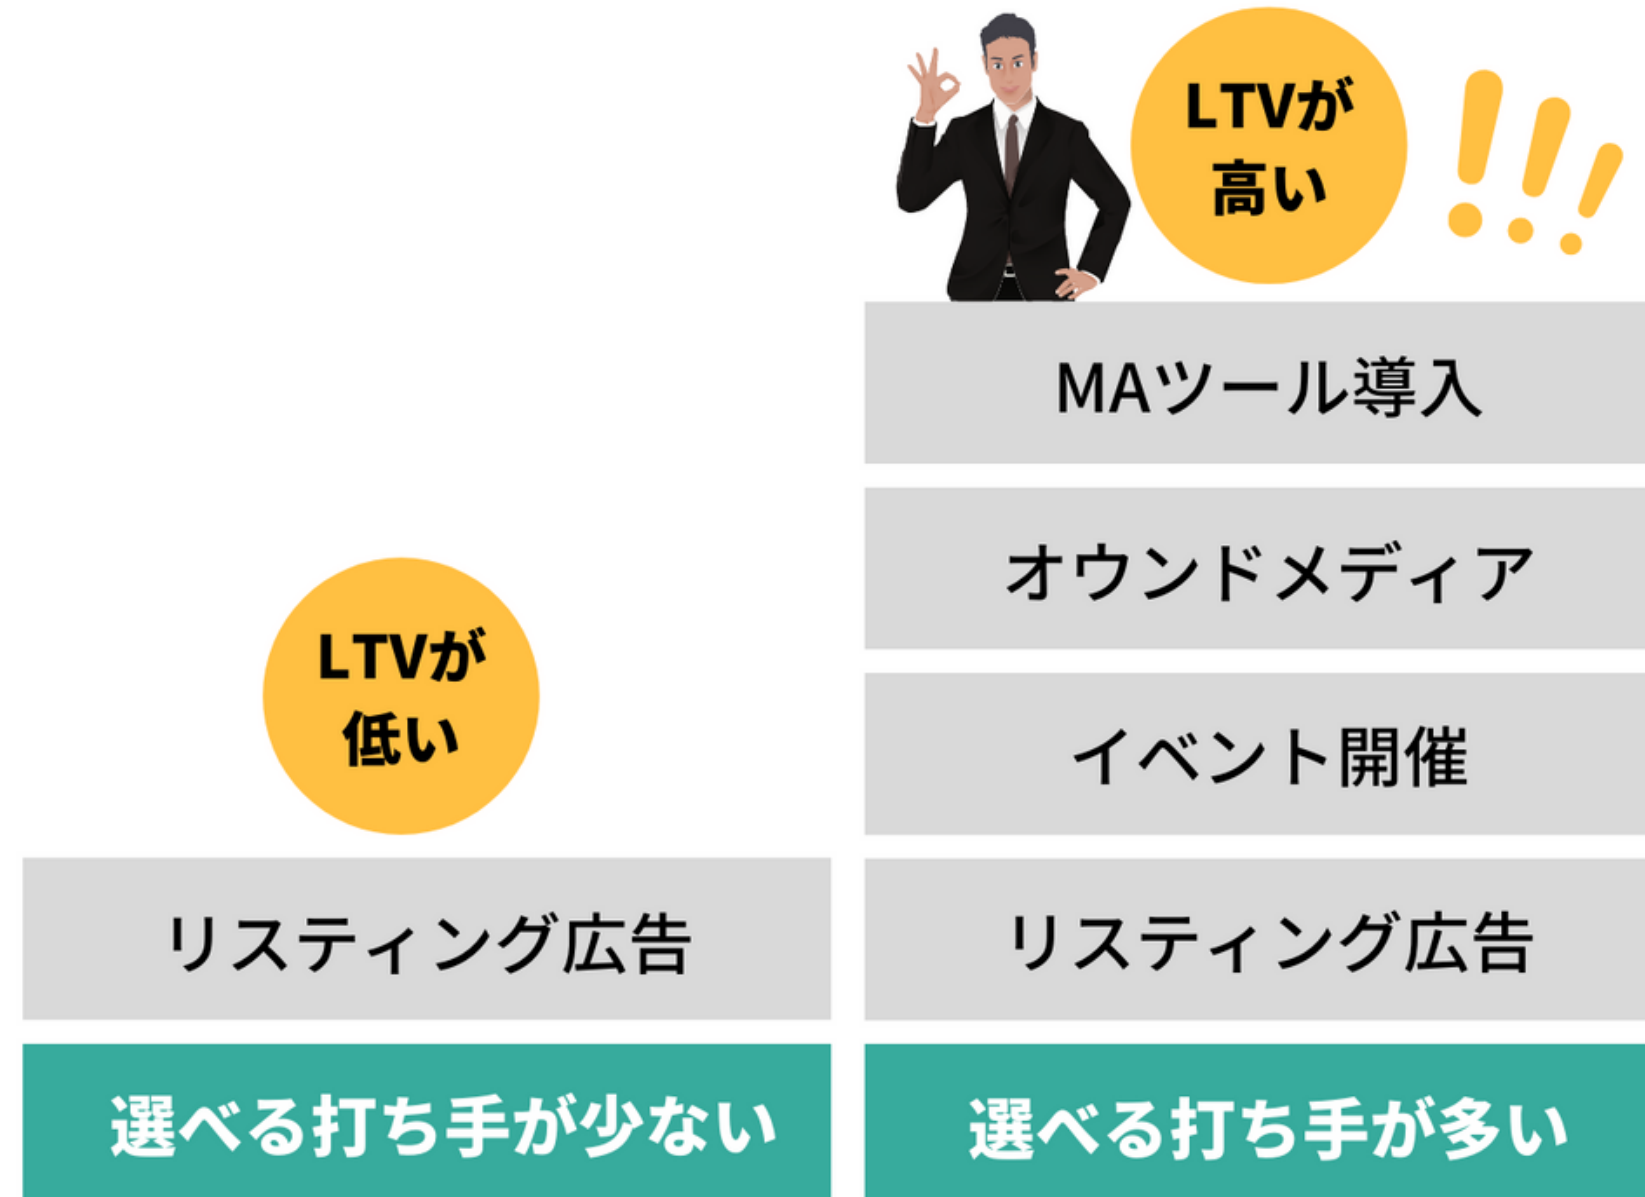 LTVが
低い
リスティング広告
選べる打ち手が少ない
LTVが
高い
MAツール導入
オウンドメディア
イベント開催
リスティング広告
選べる打ち手が多い